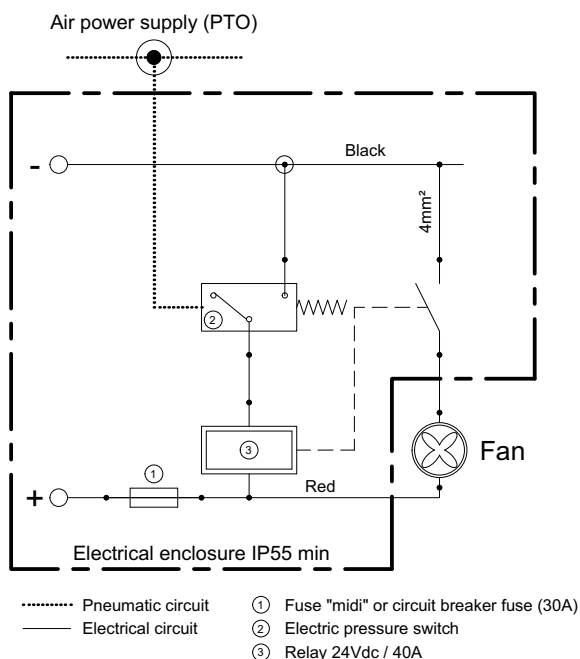 Air power supply (PTO)
-
Black
4mm²
2
3
Fan
1
+
Red
Electrical enclosure IP55 min
Pneumatic circuit
Electrical circuit
1 Fuse "midi" or circuit breaker fuse (30A)
2 Electric pressure switch
3 Relay 24Vdc / 40A